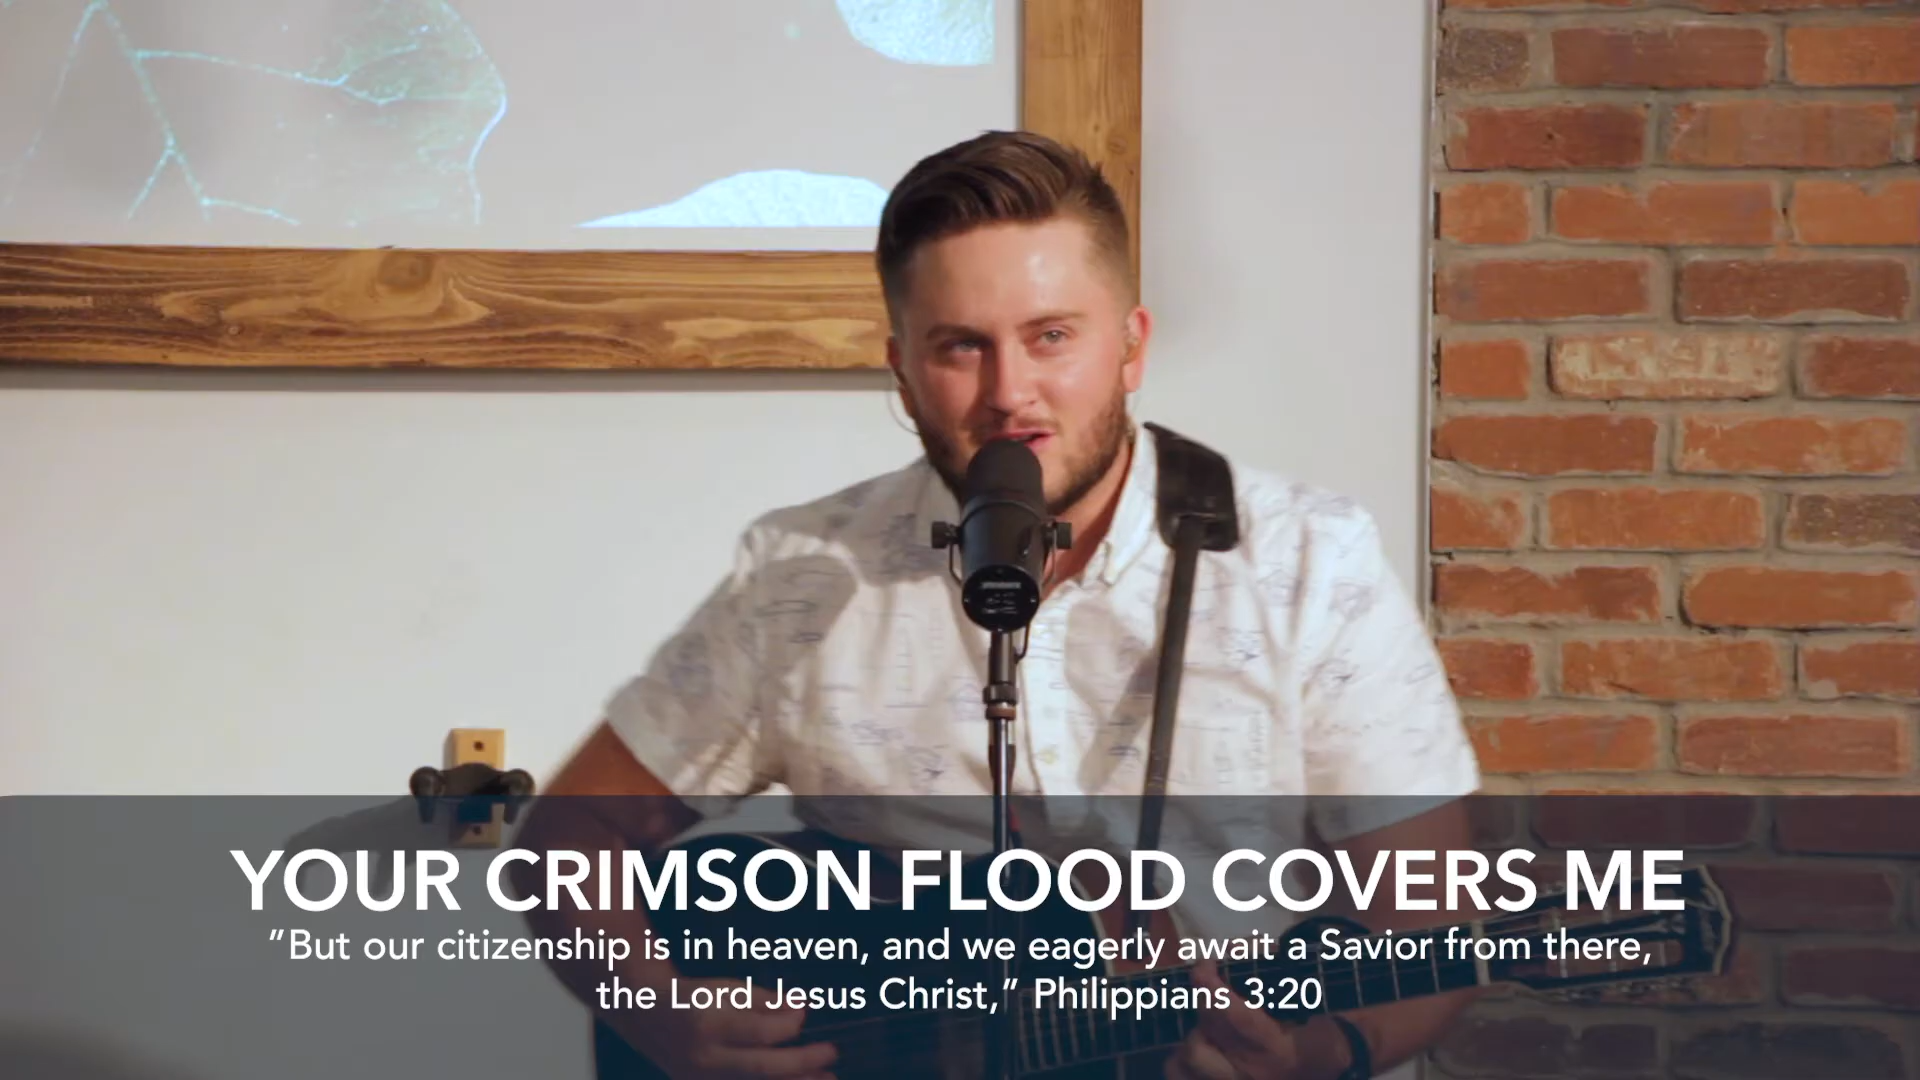 YOUR CRIMSON FLOOD COVERS ME
"But our citizenship is in heaven, and we eagerly await a Savior from there,
the Lord Jesus Christ," Philippians 3:20